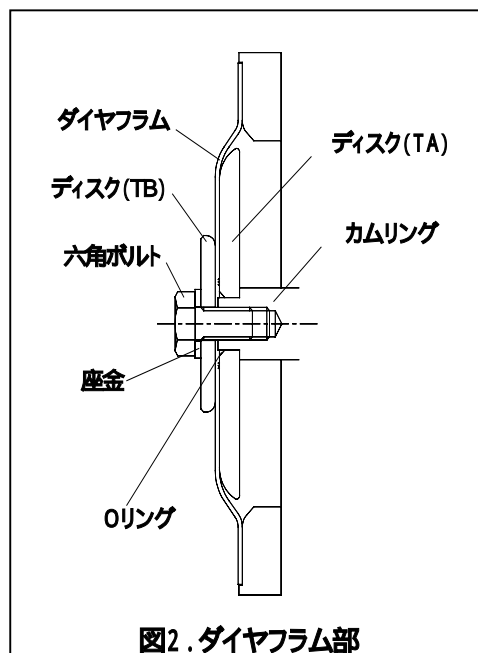 ダイヤフラム
ディスク(TA)
ディスク(TB)
カムリング
六角ボルト
座金
Oリング
図2.ダイヤフラム部